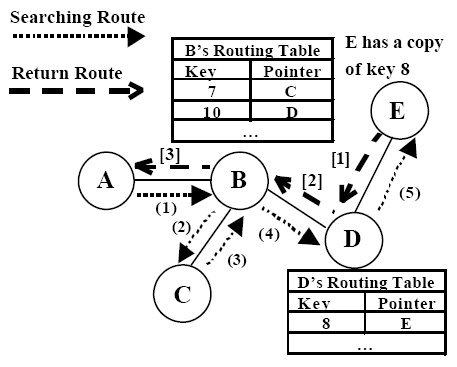 Searching Route
Return Route
B's Routing Table
Key Pointer
7 C
10 D
...
E has a copy
of key 8
E
[3]
[1]
A
B
[2]
(1)
(5)
(2)
(4)
D
(3)
C
D's Routing Table
Key Pointer
8 E
...